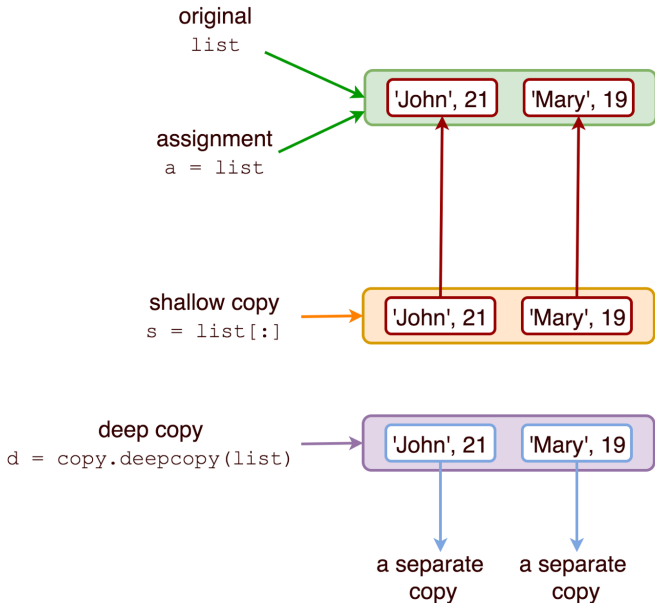 original
list
'John', 21 'Mary', 19
assignment
a = list
shallow copy
s = list[:]
'John', 21 'Mary', 19
deep copy
d = copy.deepcopy(list)
'John', 21 'Mary', 19
a separate
copy
a separate
copy